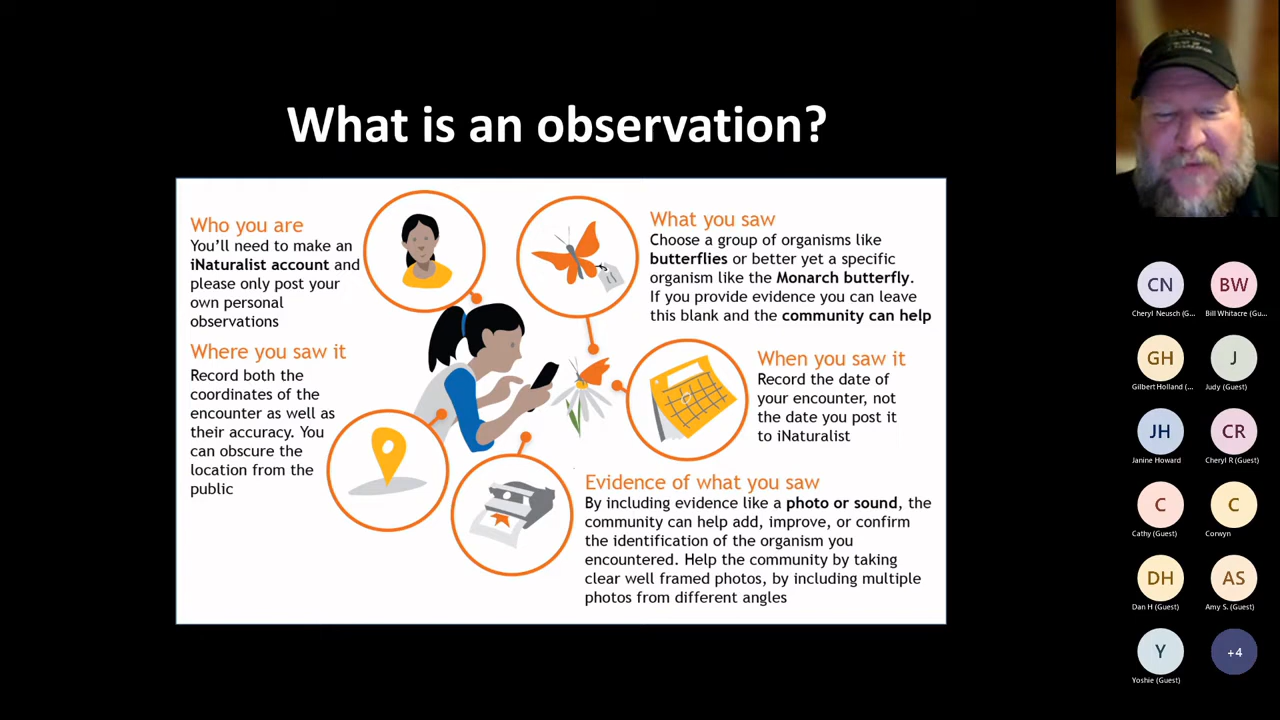 What is an observation?
Who you are
You'll need to make an
iNaturalist account and
please only post your
own personal
observations
Where you saw it
Record both the
coordinates of the
encounter as well as
their accuracy. You
can obscure the
location from the
public
What you saw
Choose a group of organisms like
butterflies or better yet a specific
organism like the Monarch butterfly.
If you provide evidence you can leave
this blank and the community can help
When you saw it
Record the date of
your encounter, not
the date you post it
to iNaturalist
Evidence of what you saw
By including evidence like a photo or sound, the
community can help add, improve, or confirm
the identification of the organism you
encountered. Help the community by taking
clear well framed photos, by including multiple
photos from different angles
CN
BW
Cheryl Neusch (G...
Bill Whitacre (Gu...
GH
J
Gilbert Holland (...
Judy (Guest)
JH
CR
Janine Howard
Cheryl R (Guest)
C
C
Cathy (Guest)
Corwyn
DH
AS
Dan H (Guest)
Amy S. (Guest)
Y
+4
Yoshie (Guest)